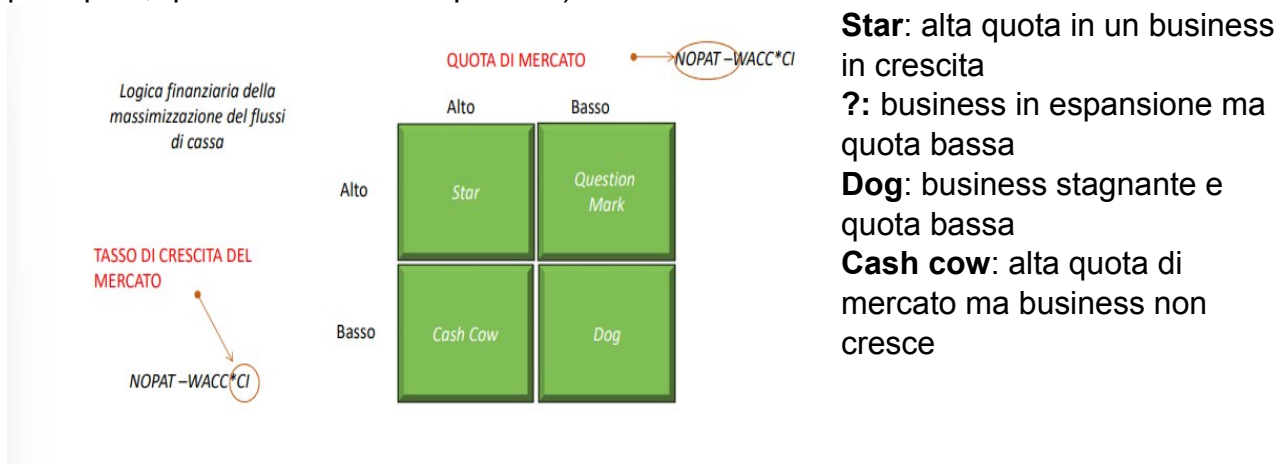 QUOTA DI MERCATO
NOPAT –WACC*CI
Logica finanziaria della
massimizzazione del flussi
di cassa
Alto
Basso
Alto
Star
Question
Mark
TASSO DI CRESCITA DEL
MERCATO
Basso
Cash Cow
Dog
NOPAT –WACC*CI
Star: alta quota in un business
in crescita
?: business in espansione ma
quota bassa
Dog: business stagnante e
quota bassa
Cash cow: alta quota di
mercato ma business non
cresce